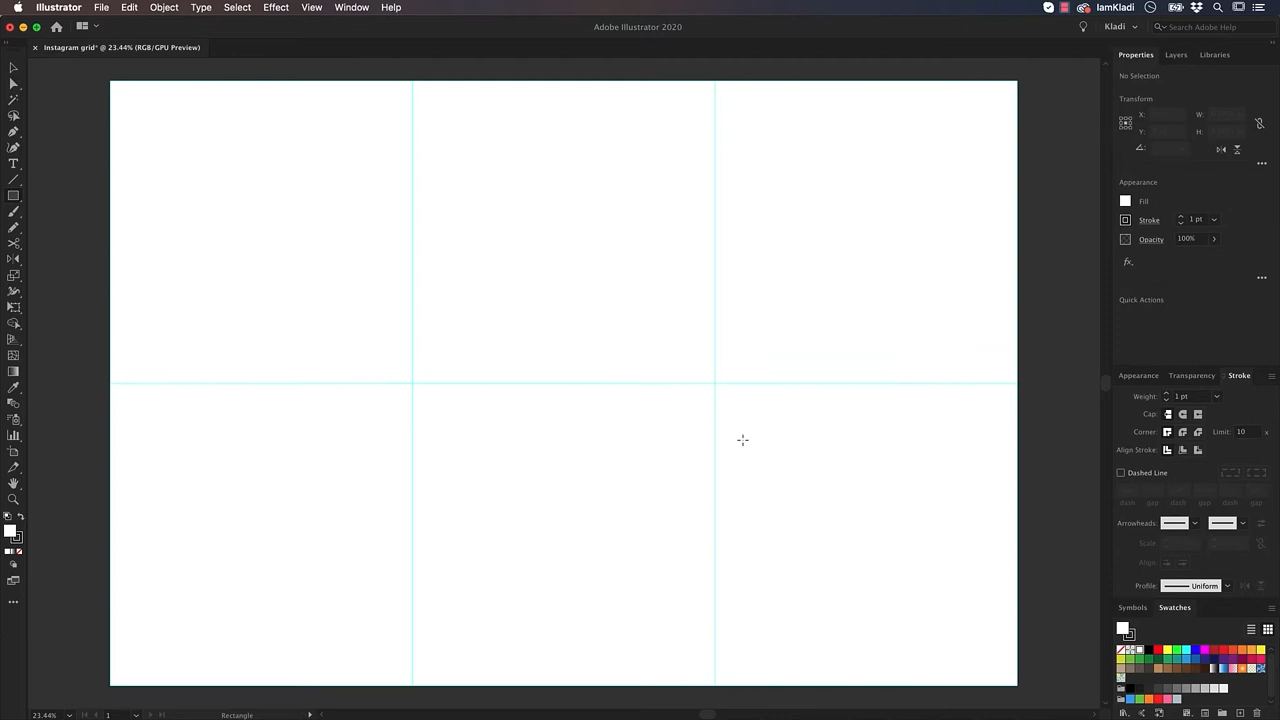 Illustrator File Edit Object Type Select Effect View Window Help IamKladi
Adobe Illustrator 2020 Kladi Search Adobe Help
× Instagram grid* @ 23.44% (RGB/GPU Preview)
Properties Layers Libraries
No Selection
Transform
X: W:
Y: H:
Appearance
Fill
Stroke 1 pt
Opacity 100%
fx.
Quick Actions
Appearance Transparency Stroke
Weight: 1 pt
Cap:
Corner: Limit: 10 x
Align Stroke:
Dashed Line
dash gap dash gap dash gap
Arrowheads:
Scale:
Align:
Profile: Uniform
Symbols Swatches
23.44% 1 Rectangle